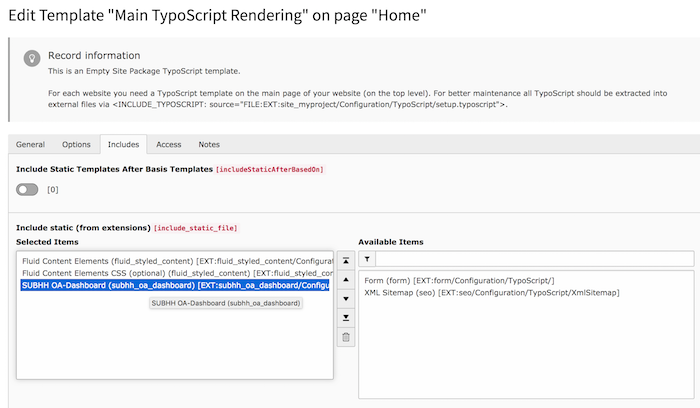 Edit Template "Main TypoScript Rendering" on page "Home"
Record information
This is an Empty Site Package TypoScript template.
For each website you need a TypoScript template on the main page of your website (on the top level). For better maintenance all TypoScript should be extracted
into external files via <INCLUDE_TYPOSCRIPT: source="FILE:EXT:site_myproject/Configuration/TypoScript/setup.typoscript">.
General Options Includes Access Notes
Include Static Templates After Basis Templates [includeStaticAfterBasedOn]
[0]
Include static (from extensions) [include_static_file]
Selected Items
Fluid Content Elements (fluid_styled_content) [EXT:fluid_styled_content/Configurat
Fluid Content Elements CSS (optional) (fluid_styled_content) [EXT:fluid_styled_con
SUBHH OA-Dashboard (subhh_oa_dashboard) [EXT:subhh_oa_dashboard/Configu
SUBHH OA-Dashboard (subhh_oa_dashboard)
Available Items
Form (form) [EXT:form/Configuration/TypoScript/]
XML Sitemap (seo) [EXT:seo/Configuration/TypoScript/XmlSitemap]